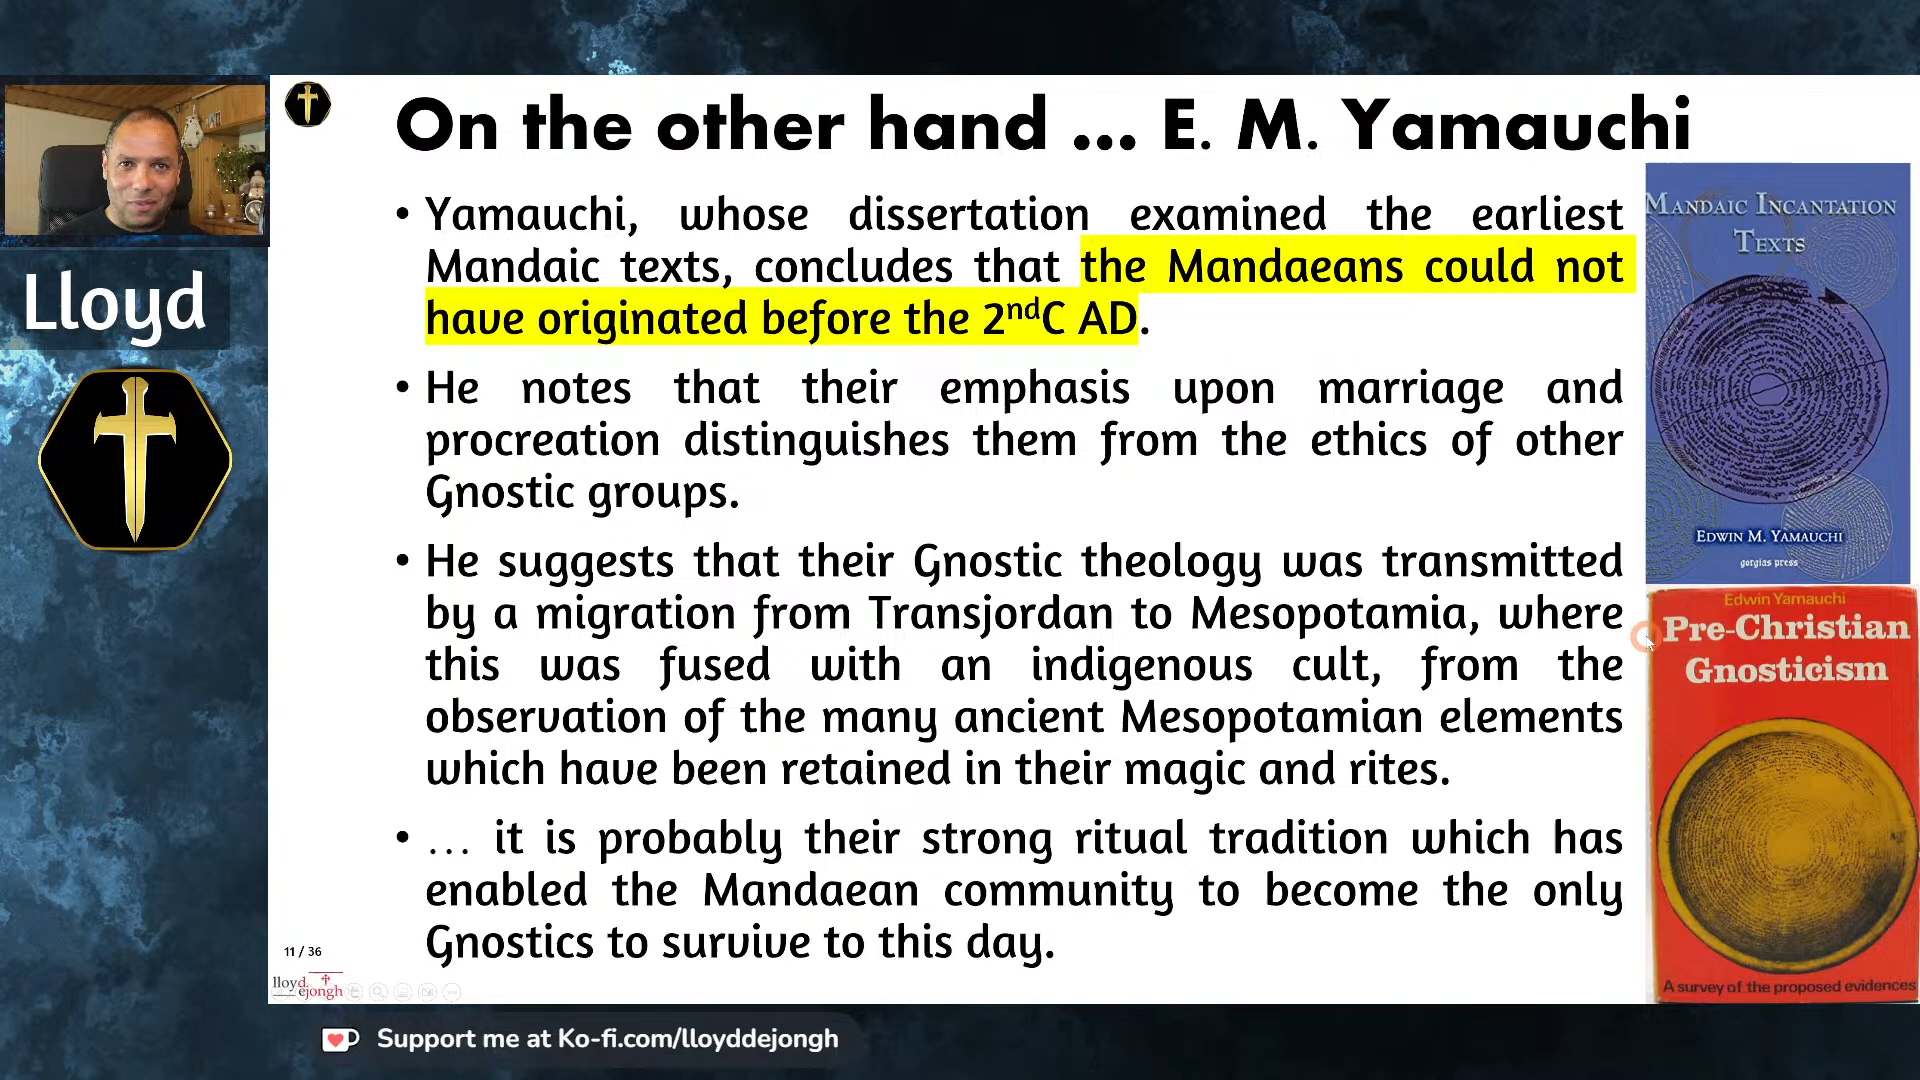 On the other hand ... E. M. Yamauchi
• Yamauchi, whose dissertation examined the earliest
Mandaic texts, concludes that the Mandaeans could not
have originated before the 2ndC AD.
• He notes that their emphasis upon marriage and
procreation distinguishes them from the ethics of other
Gnostic groups.
• He suggests that their Gnostic theology was transmitted
by a migration from Transjordan to Mesopotamia, where
this was fused with an indigenous cult, from the
observation of the many ancient Mesopotamian elements
which have been retained in their magic and rites.
• … it is probably their strong ritual tradition which has
enabled the Mandaean community to become the only
Gnostics to survive to this day.
MANDAIC INCANTATION
TEXTS
EDWIN M. YAMAUCHI
gorgias press
Edwin Yamauchi
Pre-Christian
Gnosticism
A survey of the proposed evidences
Lloyd
11 / 36
lloyd
dejongh
Support me at Ko-fi.com/lloyddejongh